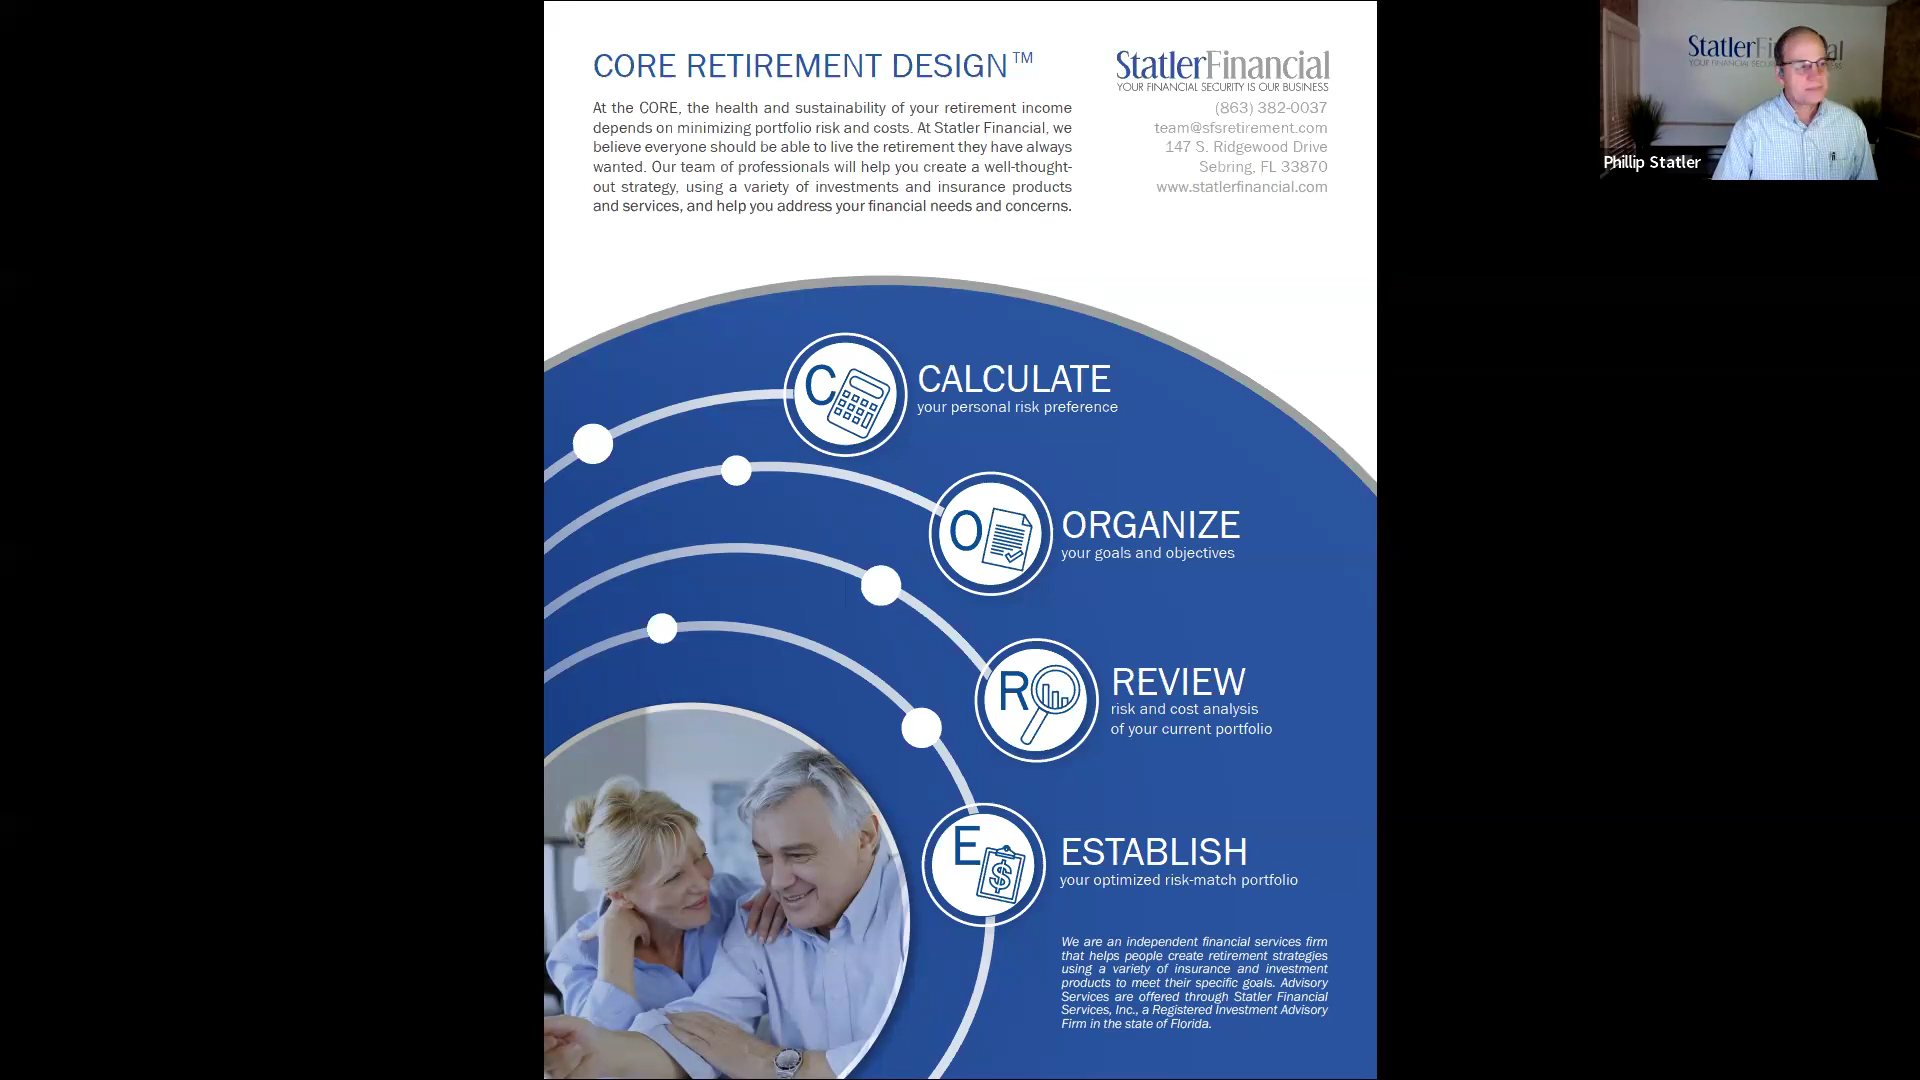 CORE RETIREMENT DESIGN™
At the CORE, the health and sustainability of your retirement income
depends on minimizing portfolio risk and costs. At Statler Financial, we
believe everyone should be able to live the retirement they have always
wanted. Our team of professionals will help you create a well-thought-
out strategy, using a variety of investments and insurance products
and services, and help you address your financial needs and concerns.
StatlerFinancial
YOUR FINANCIAL SECURITY IS OUR BUSINESS
(863) 382-0037
team@sfsretirement.com
147 S. Ridgewood Drive
Sebring, FL 33870
www.statlerfinancial.com
C
CALCULATE
your personal risk preference
O
ORGANIZE
your goals and objectives
R
REVIEW
risk and cost analysis
of your current portfolio
E
$
ESTABLISH
your optimized risk-match portfolio
We are an independent financial services firm
that helps people create retirement strategies
using a variety of insurance and investment
products to meet their specific goals. Advisory
Services are offered through Statler Financial
Services, Inc., a Registered Investment Advisory
Firm in the state of Florida.
Statler
YOUR FINANCIAL
Phillip Statler